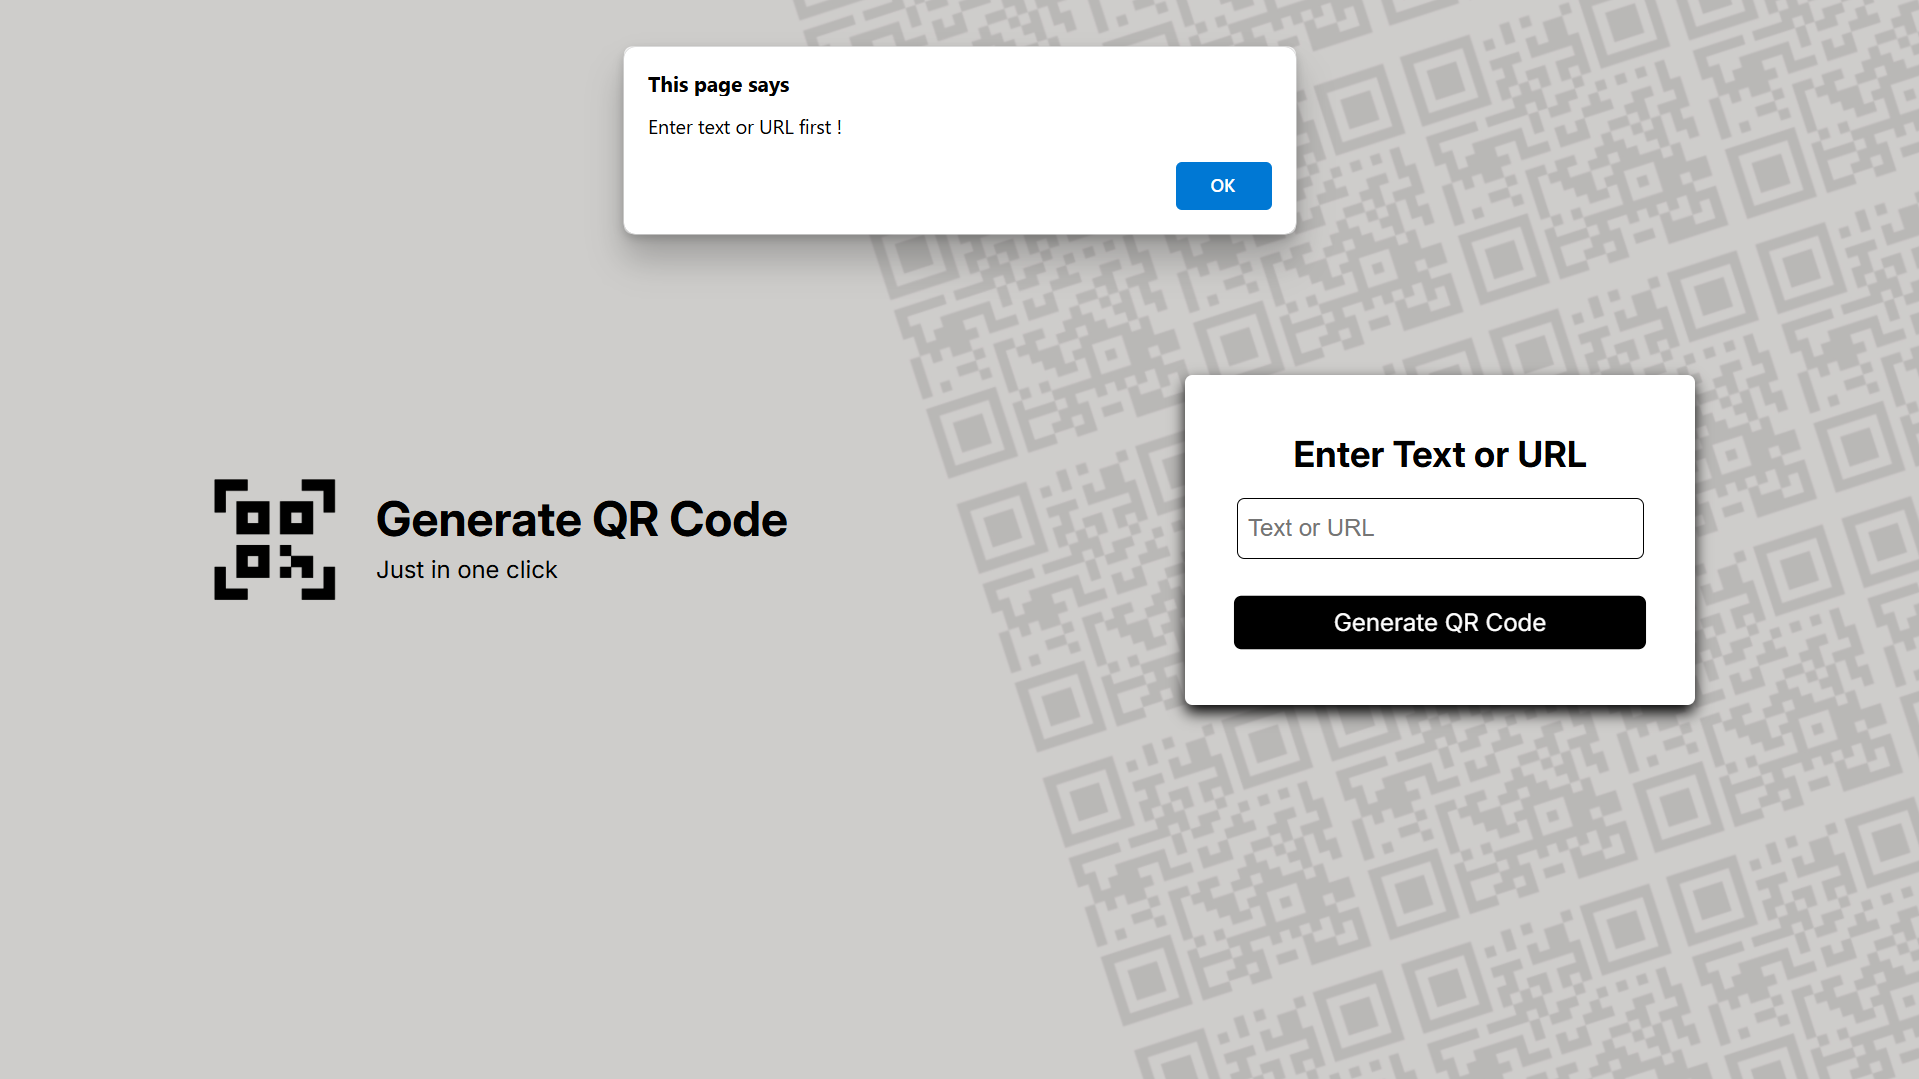 This page says
Enter text or URL first !
OK
Generate QR Code
Just in one click
Enter Text or URL
Text or URL
Generate QR Code